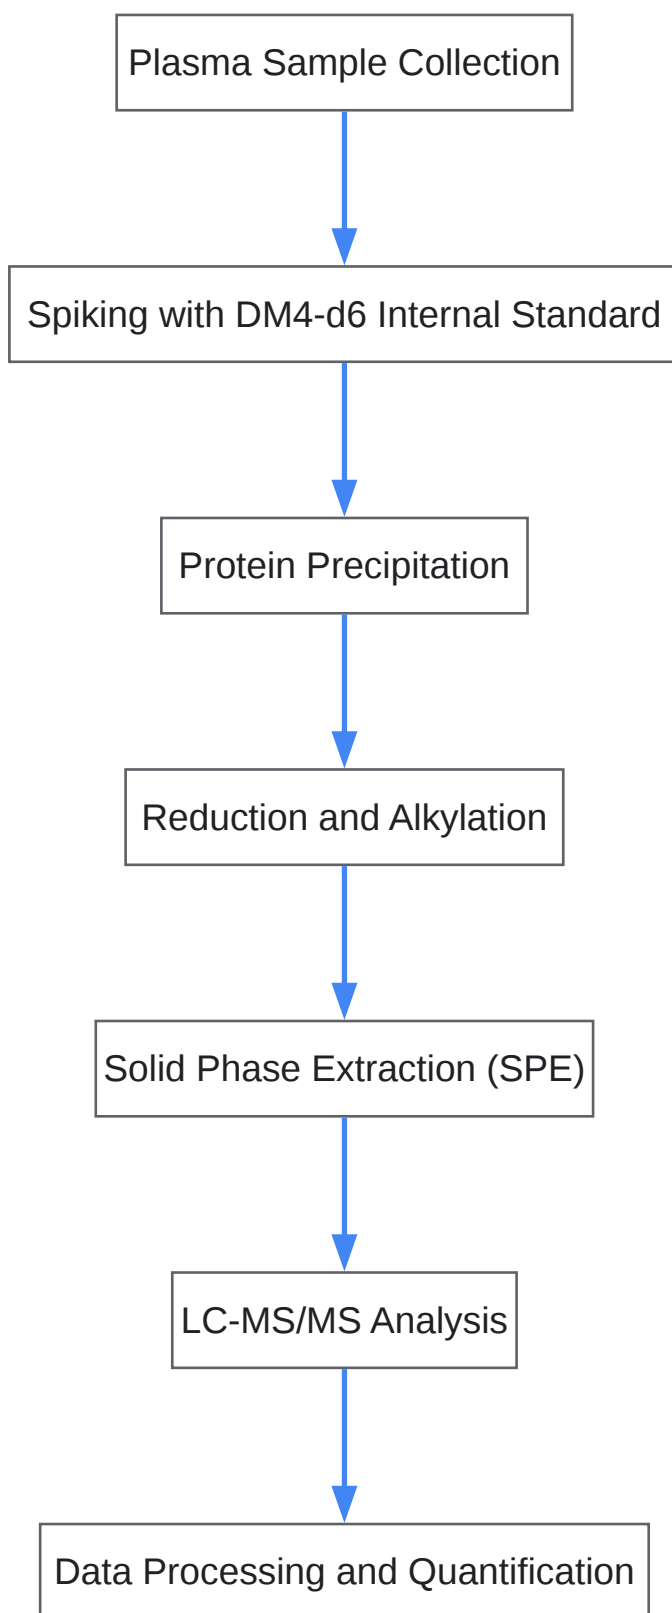 Plasma Sample Collection
Spiking with DM4-d6 Internal Standard
Protein Precipitation
Reduction and Alkylation
Solid Phase Extraction (SPE)
LC-MS/MS Analysis
Data Processing and Quantification